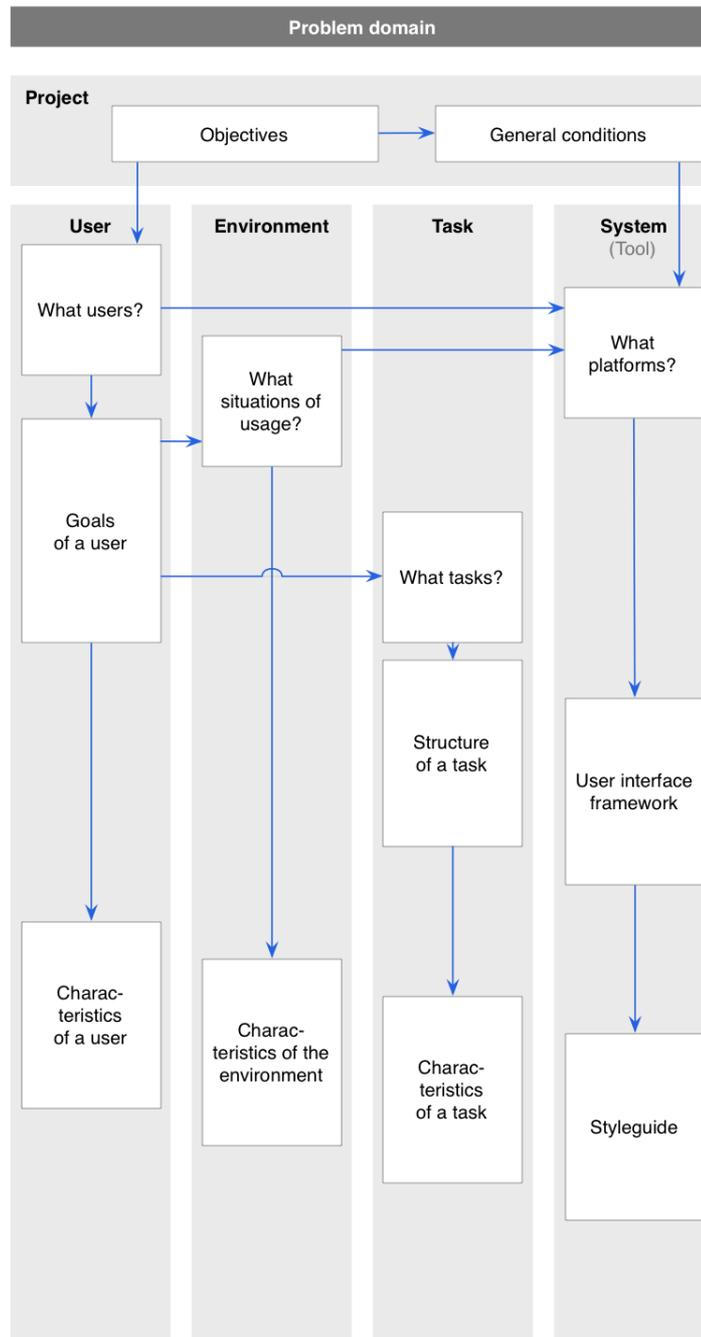 Problem domain
Project
Objectives
General conditions
User
Environment
Task
System
(Tool)
What users?
What
platforms?
What
situations of
usage?
Goals
of a user
What tasks?
Structure
of a task
User interface
framework
Charac-
teristics
of a user
Charac-
teristics of the
environment
Charac-
teristics
of a task
Styleguide